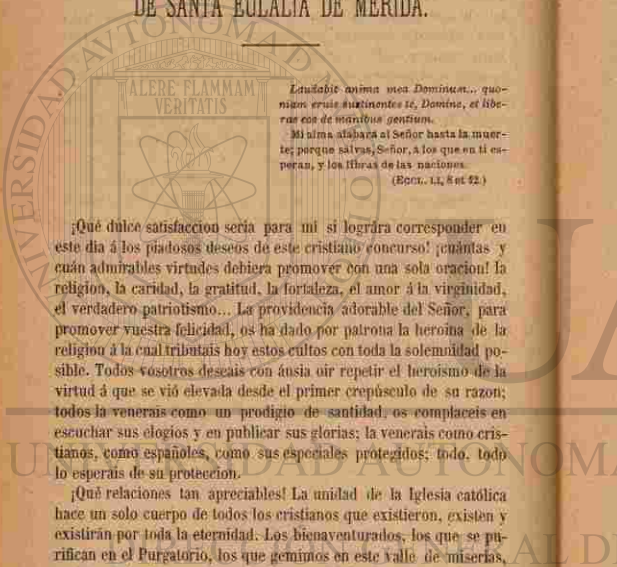 DE SANTA EULALIA DE MERIDA.
Laudabit anima mea Dominum... quo-
niam eruis sustinentes te, Domine, et libe-
ras eos de manibus gentium.
Mi alma alabará al Señor hasta la muer-
te; porque salvas, Señor, á los que en ti es-
peran, y los libras de las naciones.
(ECCL. LI, 8 et 12.)
¡Qué dulce satisfaccion seria para mi si lográra corresponder en
este dia á los piadosos deseos de este cristiano concurso! ¡cuántas y
cuán admirables virtudes debiera promover con una sola oracion! la
religion, la caridad, la gratitud, la fortaleza, el amor á la virginidad,
el verdadero patriotismo... La providencia adorable del Señor, para
promover vuestra felicidad, os ha dado por patrona la heroina de la
religion á la cual tributais hoy estos cultos con toda la solemnidad po-
sible. Todos vosotros deseais con ánsia oir repetir el heroismo de la
virtud á que se vió elevada desde el primer crepúsculo de su razon;
todos la venerais como un prodigio de santidad, os complaceis en
escuchar sus elogios y en publicar sus glorias; la venerais como cris-
tianos, como españoles, como sus especiales protegidos; todo, todo
lo esperais de su proteccion.
¡Qué relaciones tan apreciables! La unidad de la Iglesia católica
hace un solo cuerpo de todos los cristianos que existieron, existen y
existirán por toda la eternidad. Los bienaventurados, los que se pu-
rifican en el Purgatorio, los que gemimos en este valle de miserias,
ALERE FLAMMAM
VERITATIS